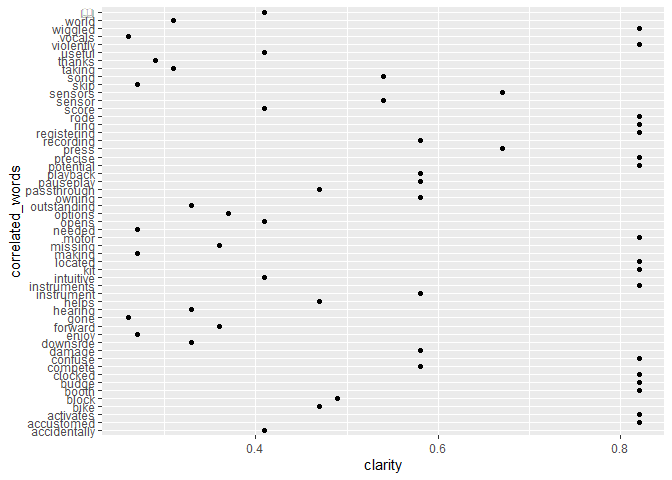 world
wiggled
vocals
violently
useful
thanks
taking
song
skip
sensors
sensor
score
rode
ring
registering
recording
press
precise
potential
playback
pauseplay
passthrough
owning
outstanding
options
opens
needed
motor
missing
making
located
kit
intuitive
instruments
instrument
helps
hearing
gone
forward
enjoy
downside
damage
confuse
compete
clocked
budge
booth
block
bike
activates
accustomed
accidentally
correlated_words
0.4 0.6 0.8
clarity